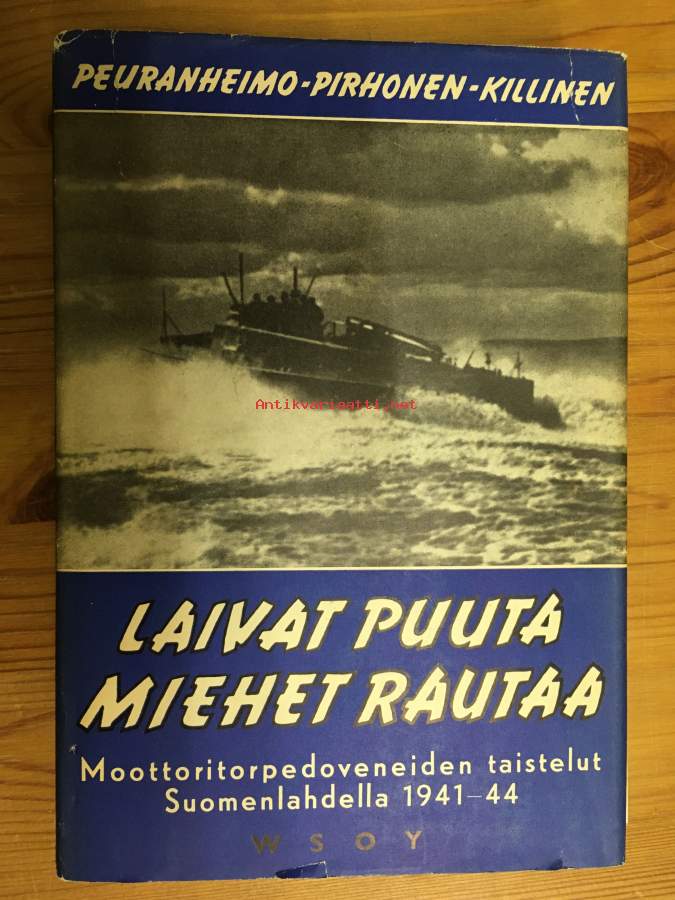 PEURANHEIMO-PIRHONEN-KILLINEN
Antikvariaatti.net
LAIVAT PUUTA
MIEHET RAUTAA
Moottoritorpedoveneiden taistelut
Suomenlahdella 1941-44
WSOY